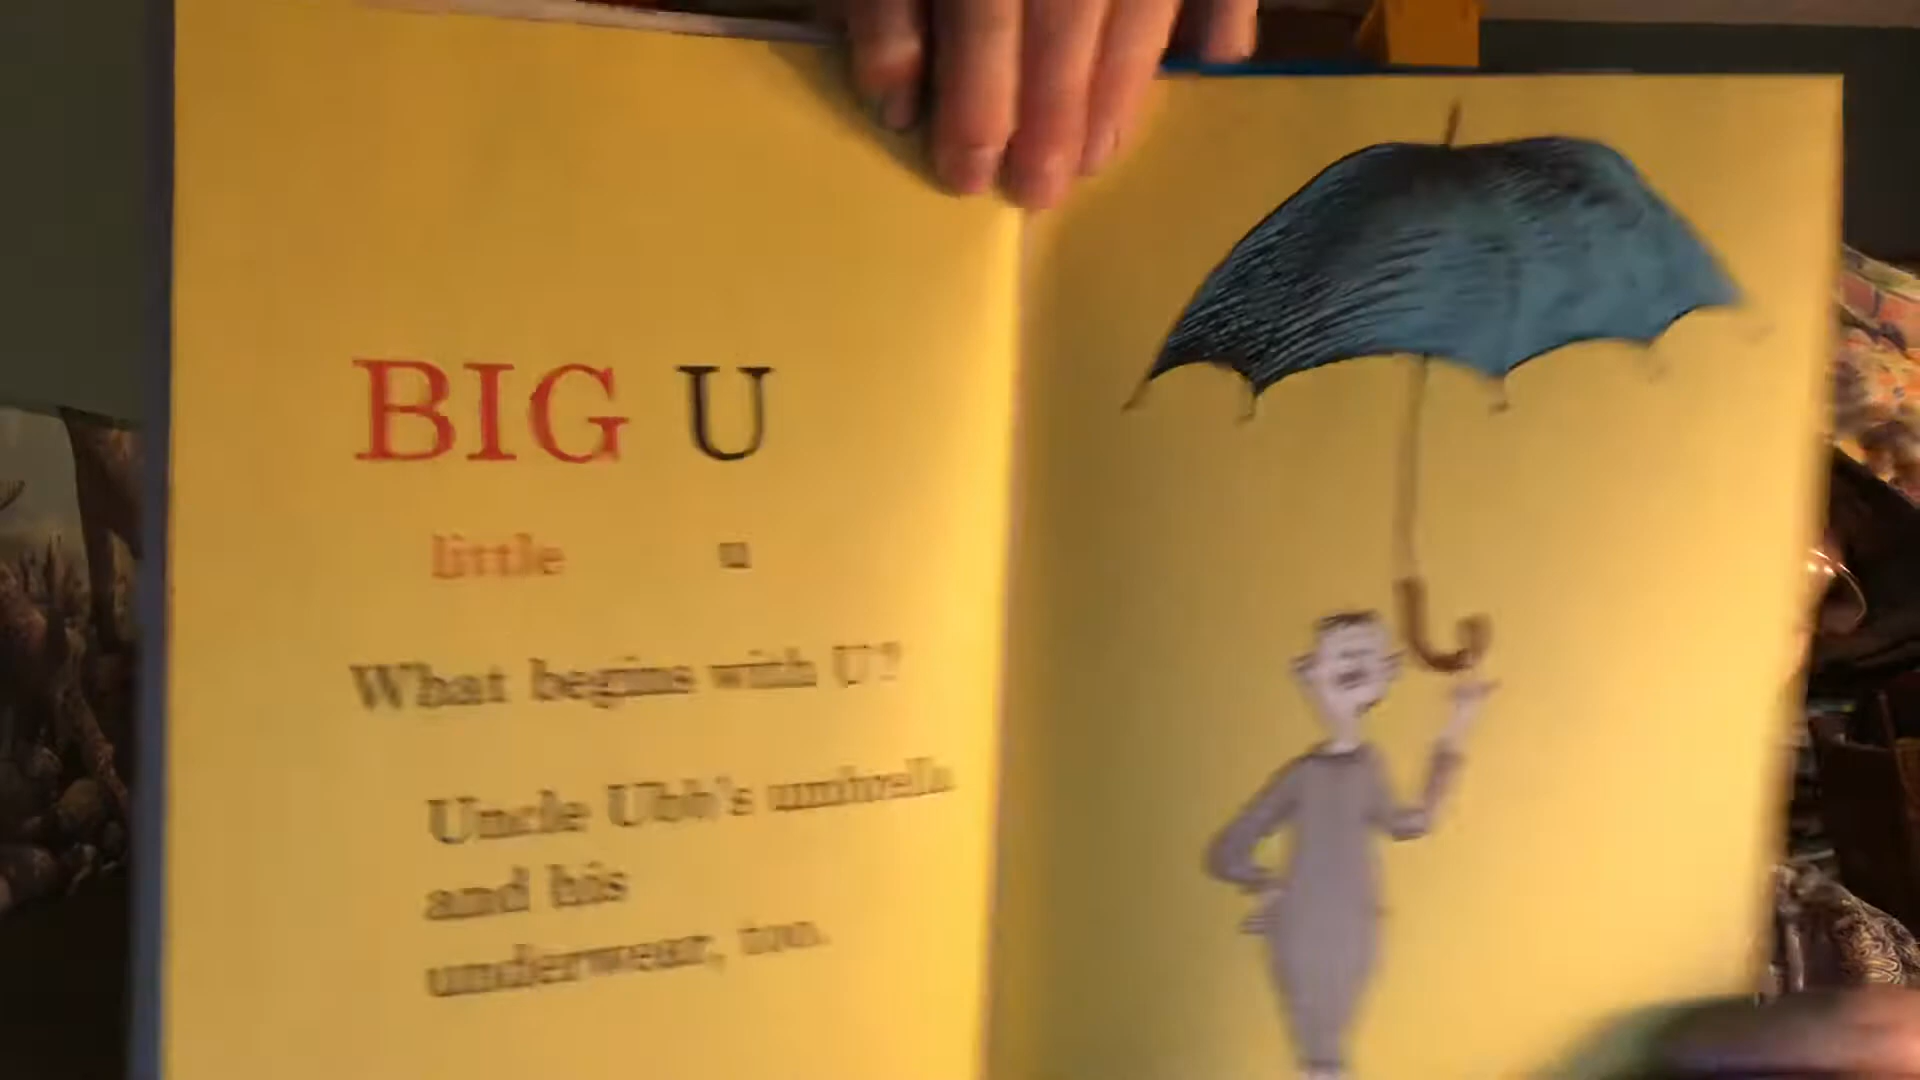 BIG U
little u
What begins with U?
Uncle Ubb's umbrella
and his
underwear, too.